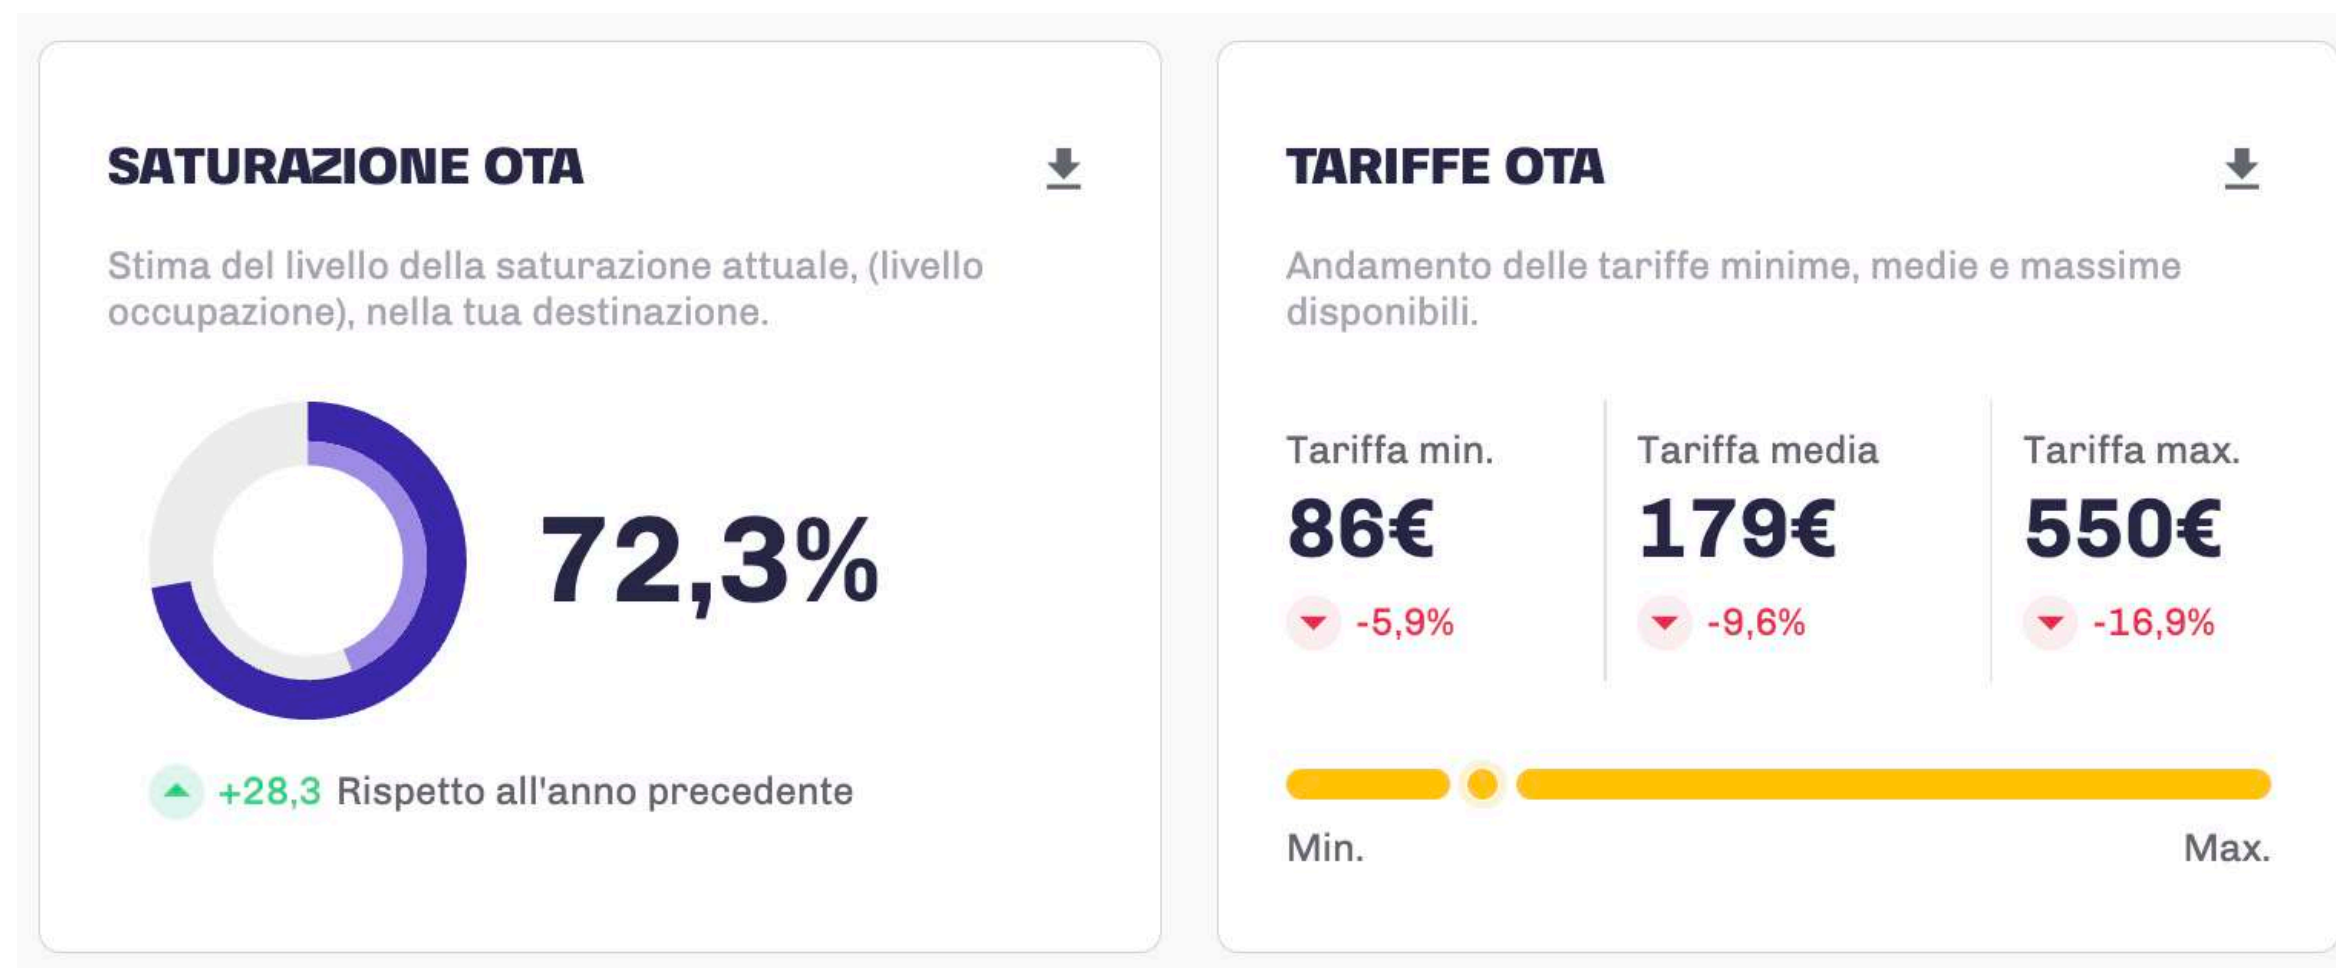 SATURAZIONE OTA
Stima del livello della saturazione attuale, (livello
occupazione), nella tua destinazione.
72,3%
+28,3 Rispetto all'anno precedente
TARIFFE OTA
Andamento delle tariffe minime, medie e massime
disponibili.
Tariffa min.
86€
-5,9%
Tariffa media
179€
-9,6%
Tariffa max.
550€
-16,9%
Min.
Max.